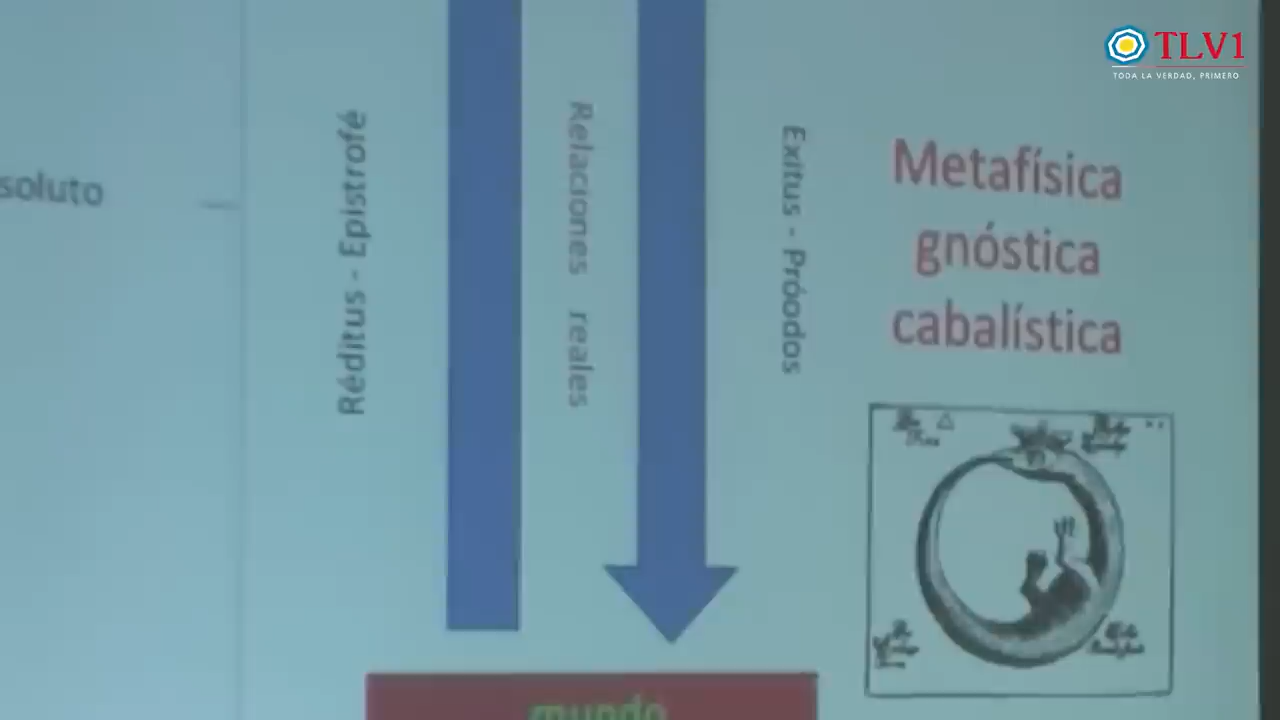 TLV1
TODA LA VERDAD, PRIMERO
soluto
Réditus - Epistrofé
Relaciones reales
Exitus - Próodos
Metafísica
gnóstica
cabalística
mundo